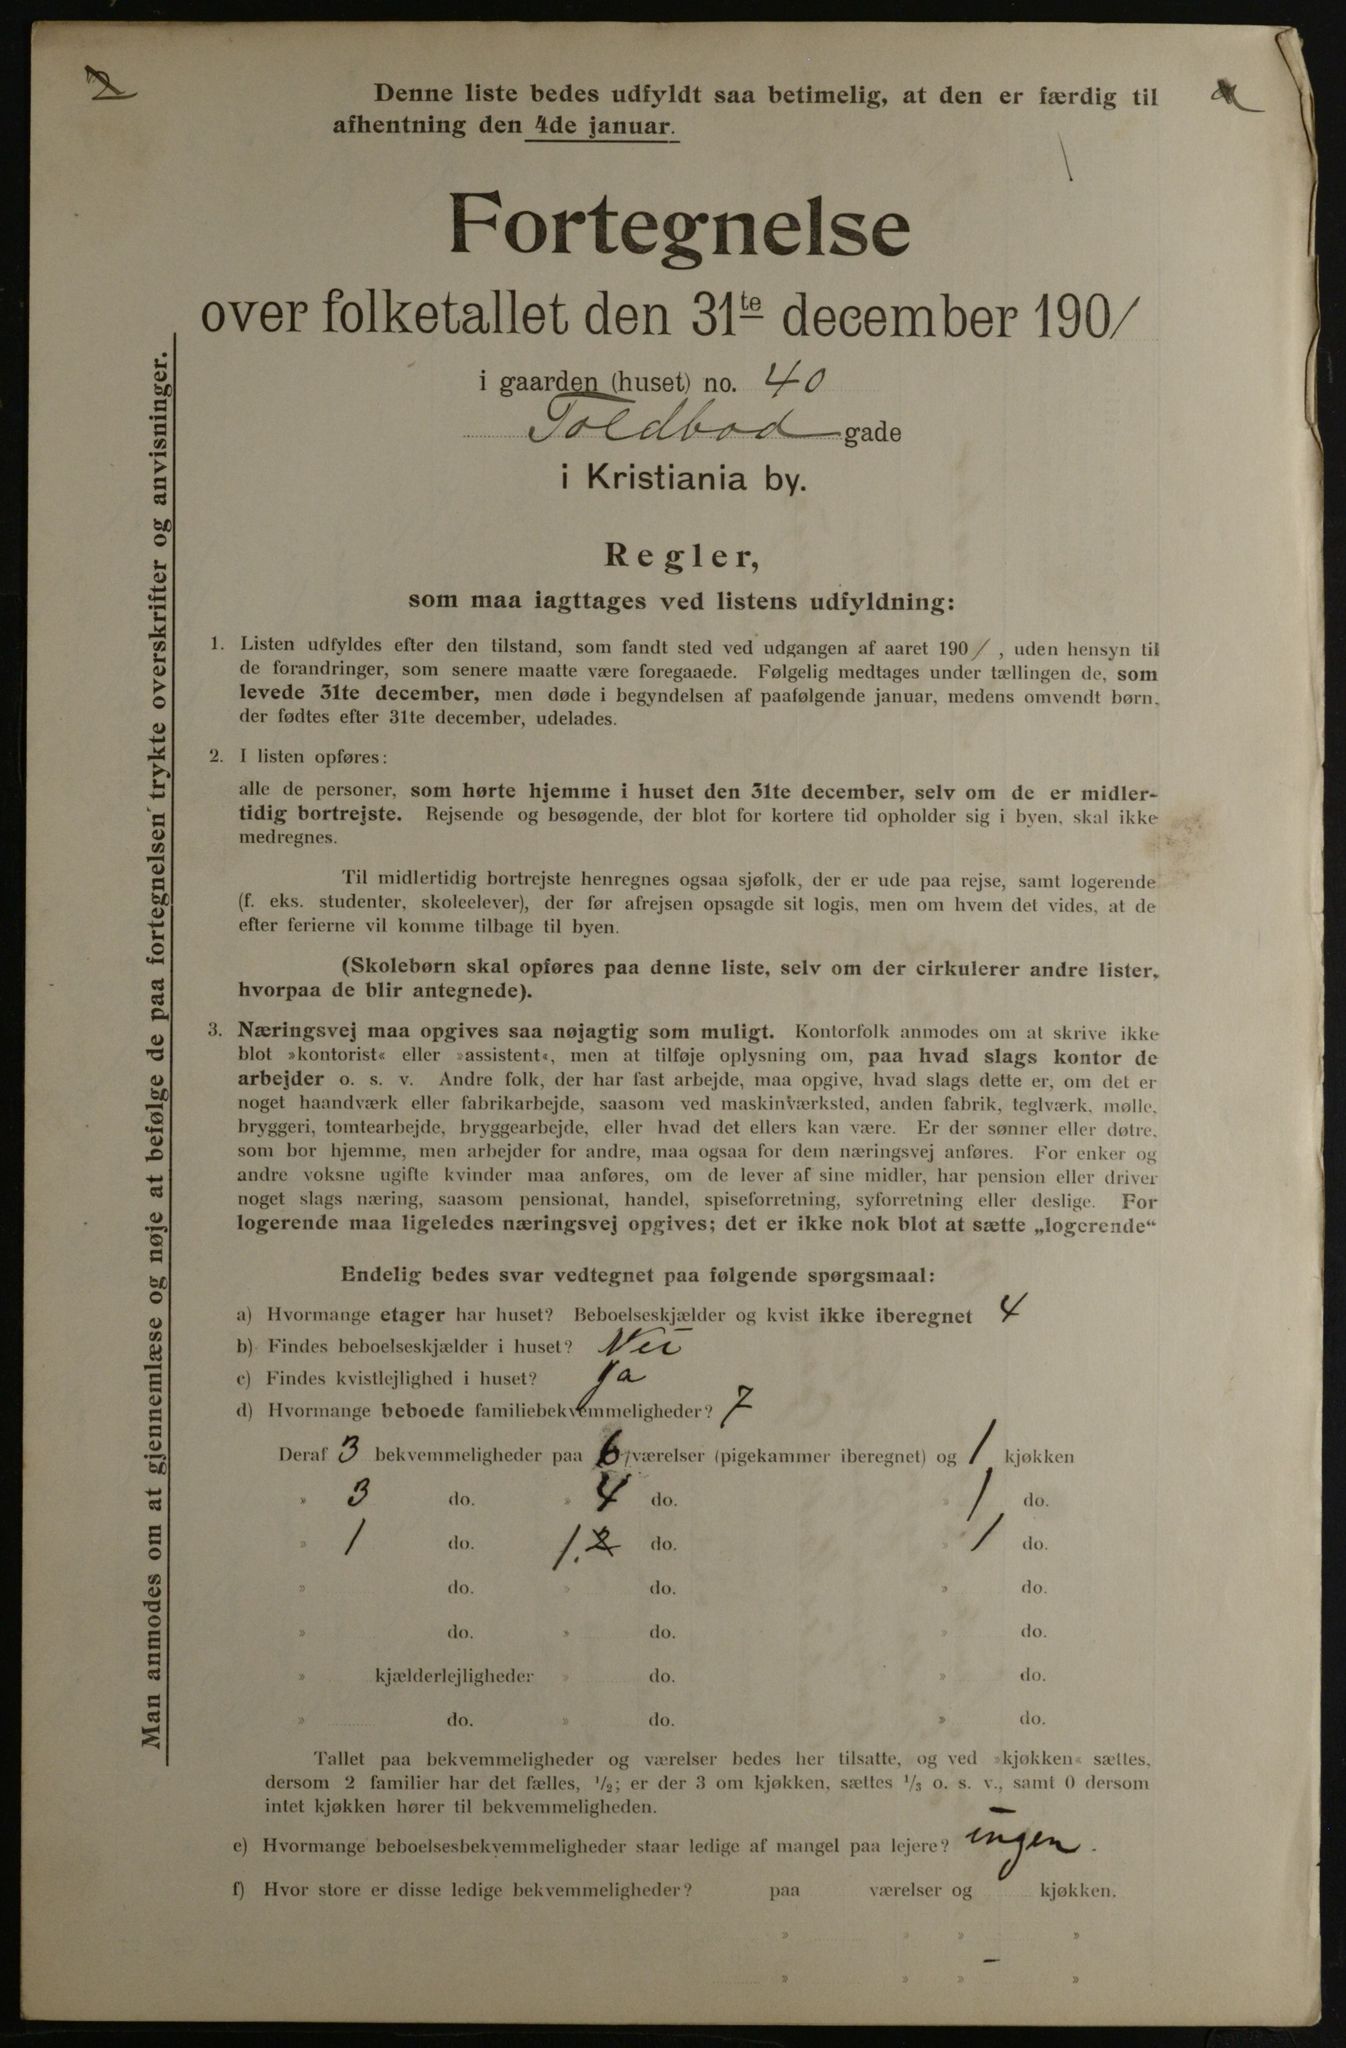 2
Denne liste bedes udfyldt saa betimelig, at den er færdig til
afhentning den 4de januar.
Fortegnelse
over folketallet den 31te december 1901
i gaarden (huset) no. 40
Toldbod gade
i Kristiania by.
Regler,
som maa iagttages ved listens udfyldning:
1. Listen udfyldes efter den tilstand, som fandt sted ved udgangen af aaret 1901, uden hensyn til
de forandringer, som senere maatte være foregaaede. Følgelig medtages under tællingen de, som
levede 31te december, men døde i begyndelsen af paafølgende januar, medens omvendt børn,
der fødtes efter 31te december, udelades.
2. I listen opføres:
alle de personer, som hørte hjemme i huset den 31te december, selv om de er midler-
tidig bortrejste. Rejsende og besøgende, der blot for kortere tid opholder sig i byen, skal ikke
medregnes.
Til midlertidig bortrejste henregnes ogsaa sjøfolk, der er ude paa rejse, samt logerende
(f. eks. studenter, skoleelever), der før afrejsen opsagde sit logis, men om hvem det vides, at de
efter ferierne vil komme tilbage til byen.
(Skolebørn skal opføres paa denne liste, selv om der cirkulerer andre lister,
hvorpaa de blir antegnede).
3. Næringsvej maa opgives saa nøjagtig som muligt. Kontorfolk anmodes om at skrive ikke
blot »kontorist« eller »assistent«, men at tilføje oplysning om, paa hvad slags kontor de
arbejder o. s. v. Andre folk, der har fast arbejde, maa opgive, hvad slags dette er, om det er
noget haandværk eller fabrikarbejde, saasom ved maskinværksted, anden fabrik, teglværk, mølle,
bryggeri, tomtearbejde, bryggearbejde, eller hvad det ellers kan være. Er der sønner eller døtre,
som bor hjemme, men arbejder for andre, maa ogsaa for dem næringsvej anføres. For enker og
andre voksne ugifte kvinder maa anføres, om de lever af sine midler, har pension eller driver
noget slags næring, saasom pensionat, handel, spiseforretning, syforretning eller deslige. For
logerende maa ligeledes næringsvej opgives; det er ikke nok blot at sætte „logerende“
Endelig bedes svar vedtegnet paa følgende spørgsmaal:
a) Hvormange etager har huset? Beboelseskjælder og kvist ikke iberegnet 4
b) Findes beboelseskjælder i huset? Nei
c) Findes kvistlejlighed i huset? Ja
d) Hvormange beboede familiebekvemmeligheder? 7
Deraf 3 bekvemmeligheder paa 6 værelser (pigekammer iberegnet) og 1 kjøkken
» 3 do. » 4 do. » 1 do.
» 1 do. 1.2 do. » 1 do.
» do. » do. » do.
» do. » do. » do.
» kjælderlejligheder » do. » do.
» do. » do. » do.
Tallet paa bekvemmeligheder og værelser bedes her tilsatte, og ved »kjøkken« sættes,
dersom 2 familier har det fælles, 1/2; er der 3 om kjøkken, sættes 1/3 o. s. v., samt 0 dersom
intet kjøkken hører til bekvemmeligheden.
e) Hvormange beboelsesbekvemmeligheder staar ledige af mangel paa lejere? ingen.
f) Hvor store er disse ledige bekvemmeligheder? paa værelser og kjøkken.
» » » »
» » » »
Man anmodes om at gjennemlæse og nøje at befølge de paa fortegnelsen trykte overskrifter og anvisninger.